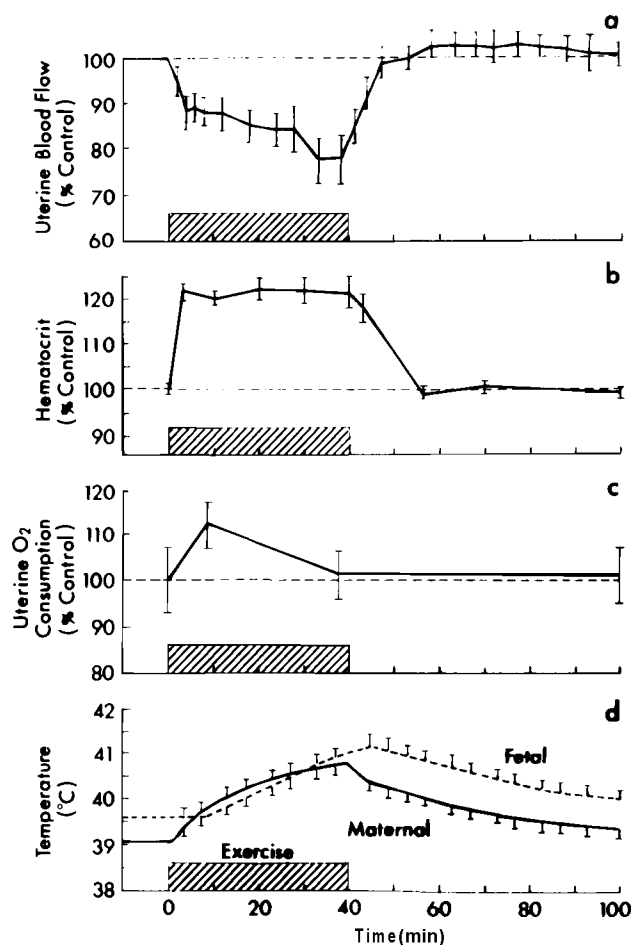 a
100
90
80
70
60
Uterine Blood Flow
(% Control)
b
120
110
100
90
Hematocrit
(% Control)
c
120
110
100
90
80
Uterine O2
Consumption
(% Control)
d
42
41
40
39
38
Temperature
(°C)
Fetal
Maternal
Exercise
0 20 40 60 80 100
Time(min)